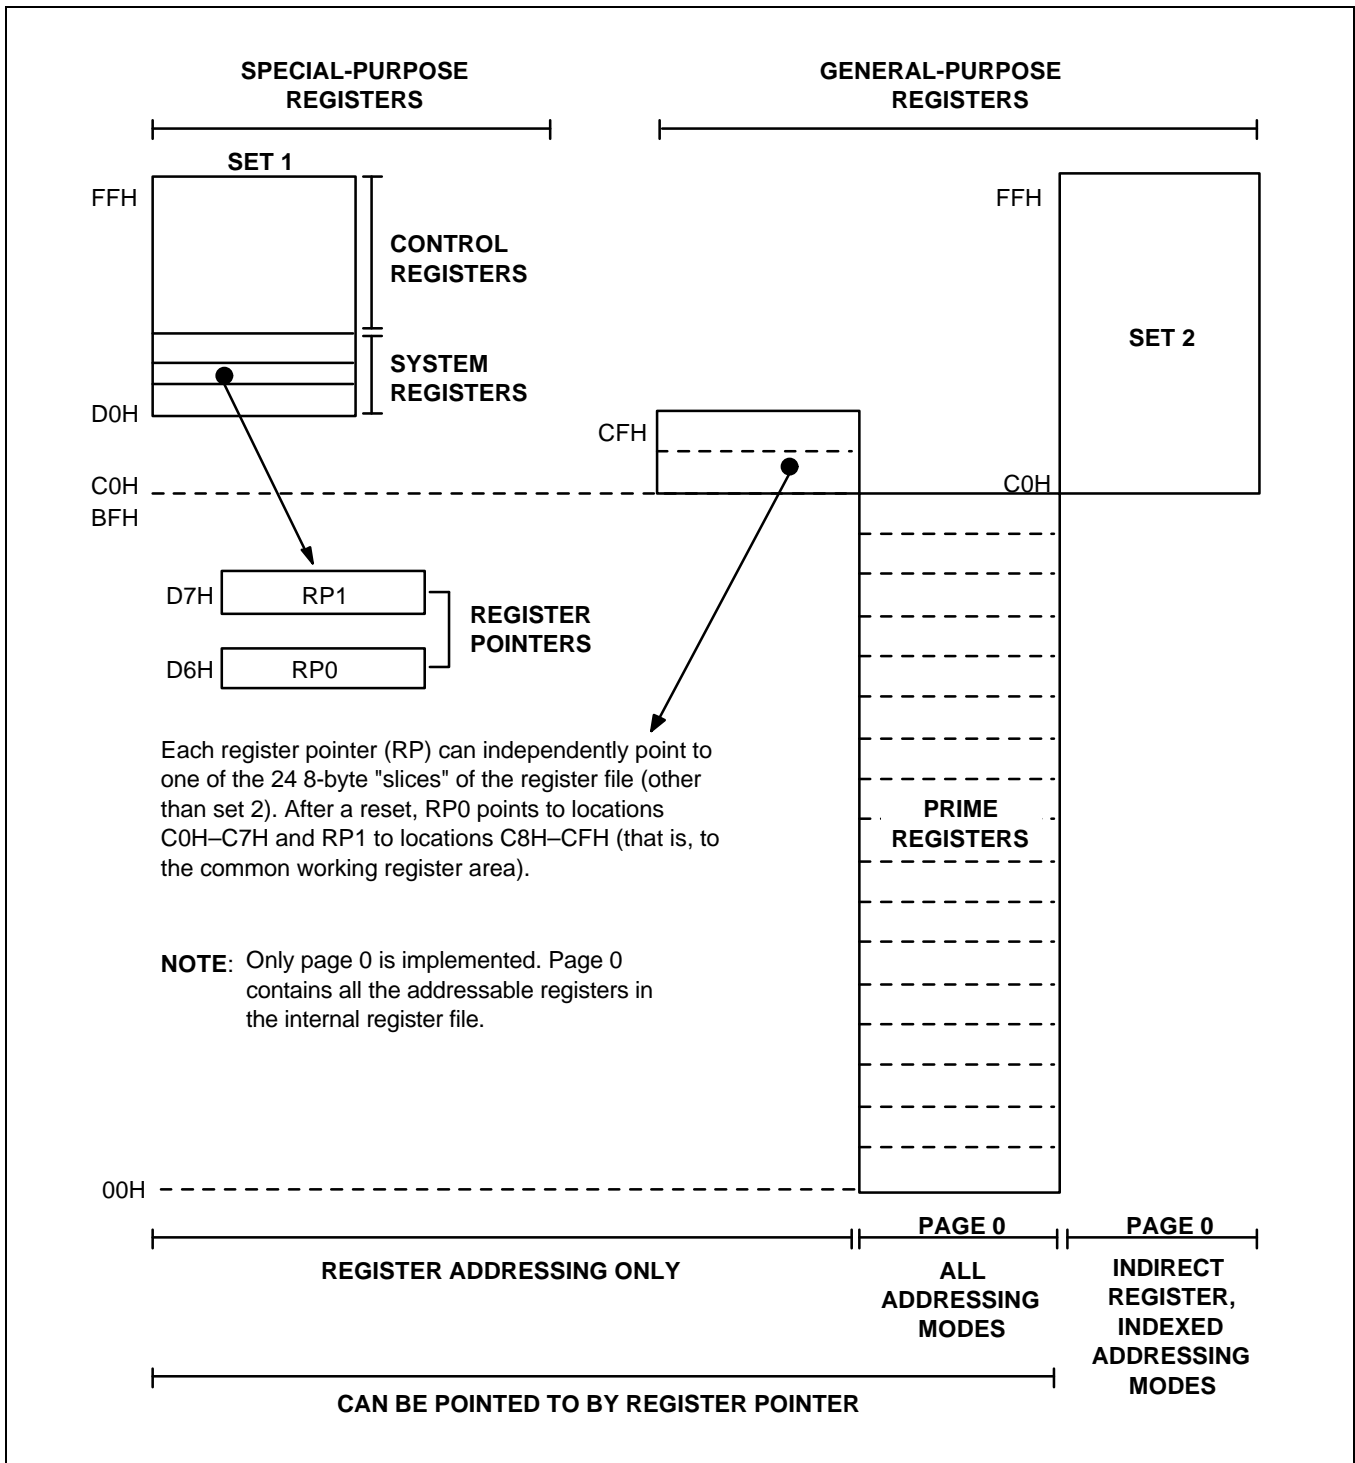 SPECIAL-PURPOSE
REGISTERS
GENERAL-PURPOSE
REGISTERS
SET 1
FFH
CONTROL
REGISTERS
SYSTEM
REGISTERS
D0H
C0H
BFH
FFH
SET 2
CFH
C0H
D7H
RP1
D6H
RP0
REGISTER
POINTERS
Each register pointer (RP) can independently point to
one of the 24 8-byte "slices" of the register file (other
than set 2). After a reset, RP0 points to locations
C0H–C7H and RP1 to locations C8H–CFH (that is, to
the common working register area).
PRIME
REGISTERS
NOTE: Only page 0 is implemented. Page 0
contains all the addressable registers in
the internal register file.
00H
REGISTER ADDRESSING ONLY
PAGE 0
ALL
ADDRESSING
MODES
PAGE 0
INDIRECT
REGISTER,
INDEXED
ADDRESSING
MODES
CAN BE POINTED TO BY REGISTER POINTER